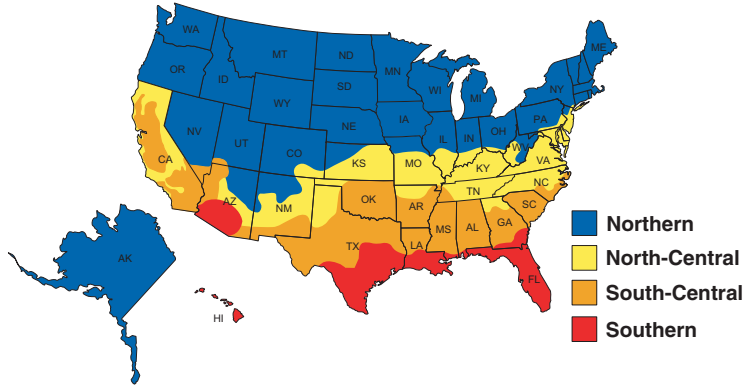 WA
MT
ND
MN
ME
OR
ID
SD
WI
MI
NY
WY
NV
UT
CO
NE
IA
IL
IN
OH
PA
WV
CA
KS
MO
KY
VA
AZ
NM
OK
AR
TN
NC
SC
MS
AL
GA
TX
LA
FL
AK
HI
Northern
North-Central
South-Central
Southern